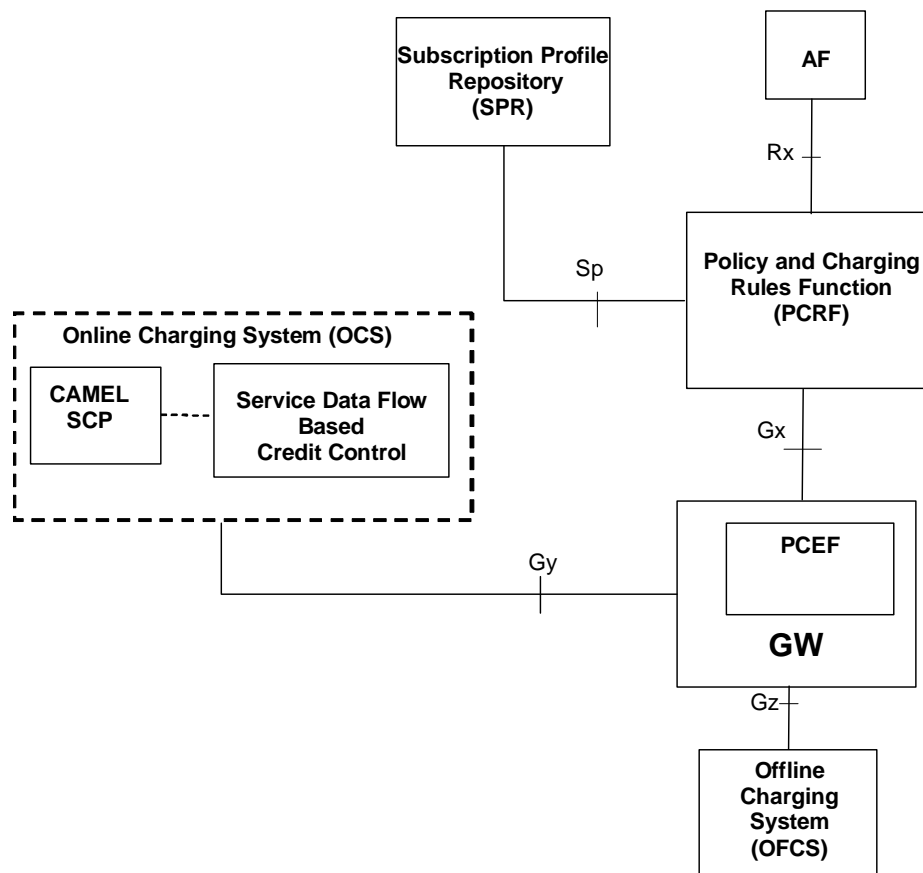 Subscription Profile
Repository
(SPR)
AF
Rx
Sp
Policy and Charging
Rules Function
(PCRF)
Online Charging System (OCS)
CAMEL
SCP
Service Data Flow
Based
Credit Control
Gx
PCEF
Gy
GW
Gz
Offline
Charging
System
(OFCS)